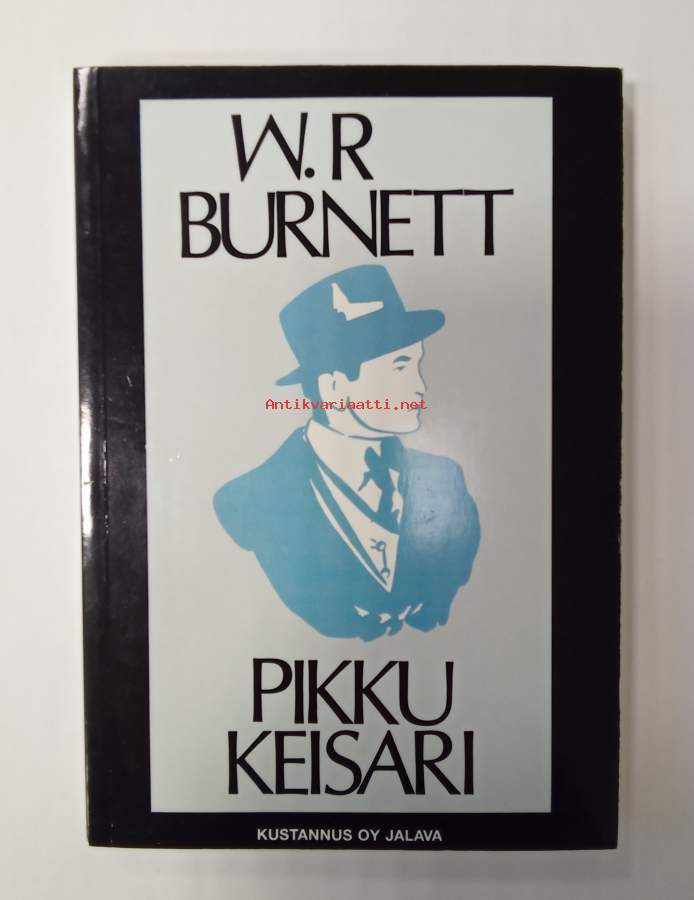 W. R
BURNETT
Antikvariaatti.net
PIKKU
KEISARI
KUSTANNUS OY JALAVA